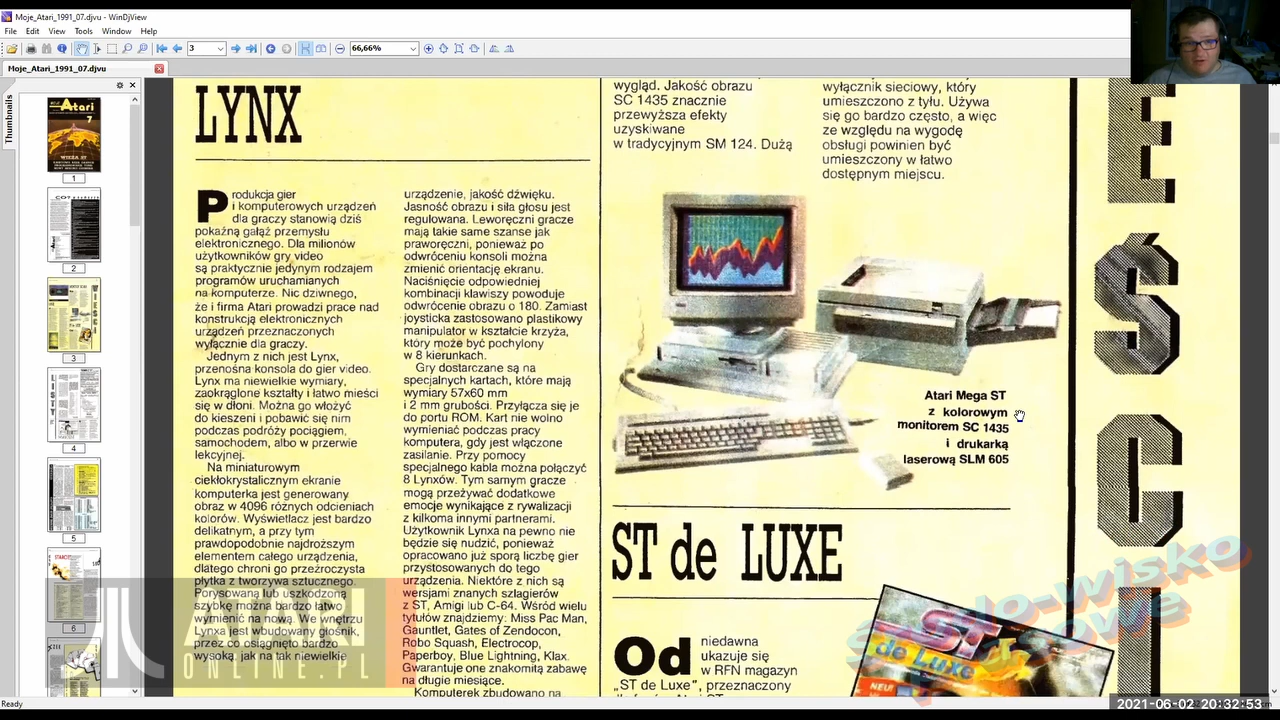 Moje_Atari_1991_07.djvu - WinDjView
File Edit View Tools Window Help
3
66,66%
Moje_Atari_1991_07.djvu
Thumbnails
1
2
3
4
5
6
LYNX
Produkcja gier
i komputerowych urządzeń
dla graczy stanowią dziś
pokaźną gałąź przemysłu
elektronicznego. Dla milionów
użytkowników gry video
są praktycznie jedynym rodzajem
programów uruchamianych
na komputerze. Nic dziwnego,
że i firma Atari prowadzi prace nad
konstrukcją elektronicznych
urządzeń przeznaczonych
wyłącznie dla graczy.
Jednym z nich jest Lynx,
przenośna konsola do gier video.
Lynx ma niewielkie wymiary,
zaokrąglone kształty i łatwo mieści
się w dłoni. Można go włożyć
do kieszeni i pobawić się nim
podczas podróży pociągiem,
samochodem, albo w przerwie
lekcyjnej.
Na miniaturowym
ciekłokrystalicznym ekranie
komputerka jest generowany
obraz w 4096 różnych odcieniach
kolorów. Wyświetlacz jest bardzo
delikatnym, a przy tym
prawdopodobnie najdroższym
elementem całego urządzenia,
dlatego chroni go przeźroczysta
płytka z tworzywa sztucznego.
Porysowaną lub uszkodzoną
szybkę można bardzo łatwo
wymienić na nową. We wnętrzu
Lynxa jest wbudowany głośnik,
przez co osiągnięto bardzo
wysoką, jak na tak niewielkie
urządzenie, jakość dźwięku.
Jasność obrazu i siła głosu jest
regulowana. Leworęczni gracze
mają takie same szanse jak
praworęczni, ponieważ po
odwróceniu konsoli można
zmienić orientację ekranu.
Naciśnięcie odpowiedniej
kombinacji klawiszy powoduje
odwrócenie obrazu o 180. Zamiast
joysticka zastosowano plastikowy
manipulator w kształcie krzyża,
który może być pochylony
w 8 kierunkach.
Gry dostarczane są na
specjalnych kartach, które mają
wymiary 57x60 mm
i 2 mm grubości. Przyłącza się je
do portu ROM. Kart nie wolno
wymieniać podczas pracy
komputera, gdy jest włączone
zasilanie. Przy pomocy
specjalnego kabla można połączyć
8 Lynxów. Tym samym gracze
mogą przeżywać dodatkowe
emocje wynikające z rywalizacji
z kilkoma innymi partnerami.
Użytkownik Lynxa na pewno nie
będzie się nudzić, ponieważ
opracowano już sporą liczbę gier
przystosowanych do tego
urządzenia. Niektóre z nich są
wersjami znanych szlagierów
z ST, Amigi lub C-64. Wśród wielu
tytułów znajdziemy: Miss Pac Man,
Gauntlet, Gates of Zendocon,
Robo Squash, Electrocop,
Paperboy, Blue Lightning, Klax.
Gwarantuje one znakomitą zabawę
na długie miesiące.
Komputerek zbudowano na
wygląd. Jakość obrazu
SC 1435 znacznie
przewyższa efekty
uzyskiwane
w tradycyjnym SM 124. Dużą
wyłącznik sieciowy, który
umieszczono z tyłu. Używa
się go bardzo często, a więc
ze względu na wygodę
obsługi powinien być
umieszczony w łatwo
dostępnym miejscu.
Atari Mega ST
z kolorowym
monitorem SC 1435
i drukarką
laserową SLM 605
ST de LUXE
Od niedawna
ukazuje się
w RFN magazyn
„ST de Luxe", przeznaczony
ST
de Luxe
E
Ś
C
I
ATARI
ONLINE.PL
Ready
2021-06-02 20:32:53